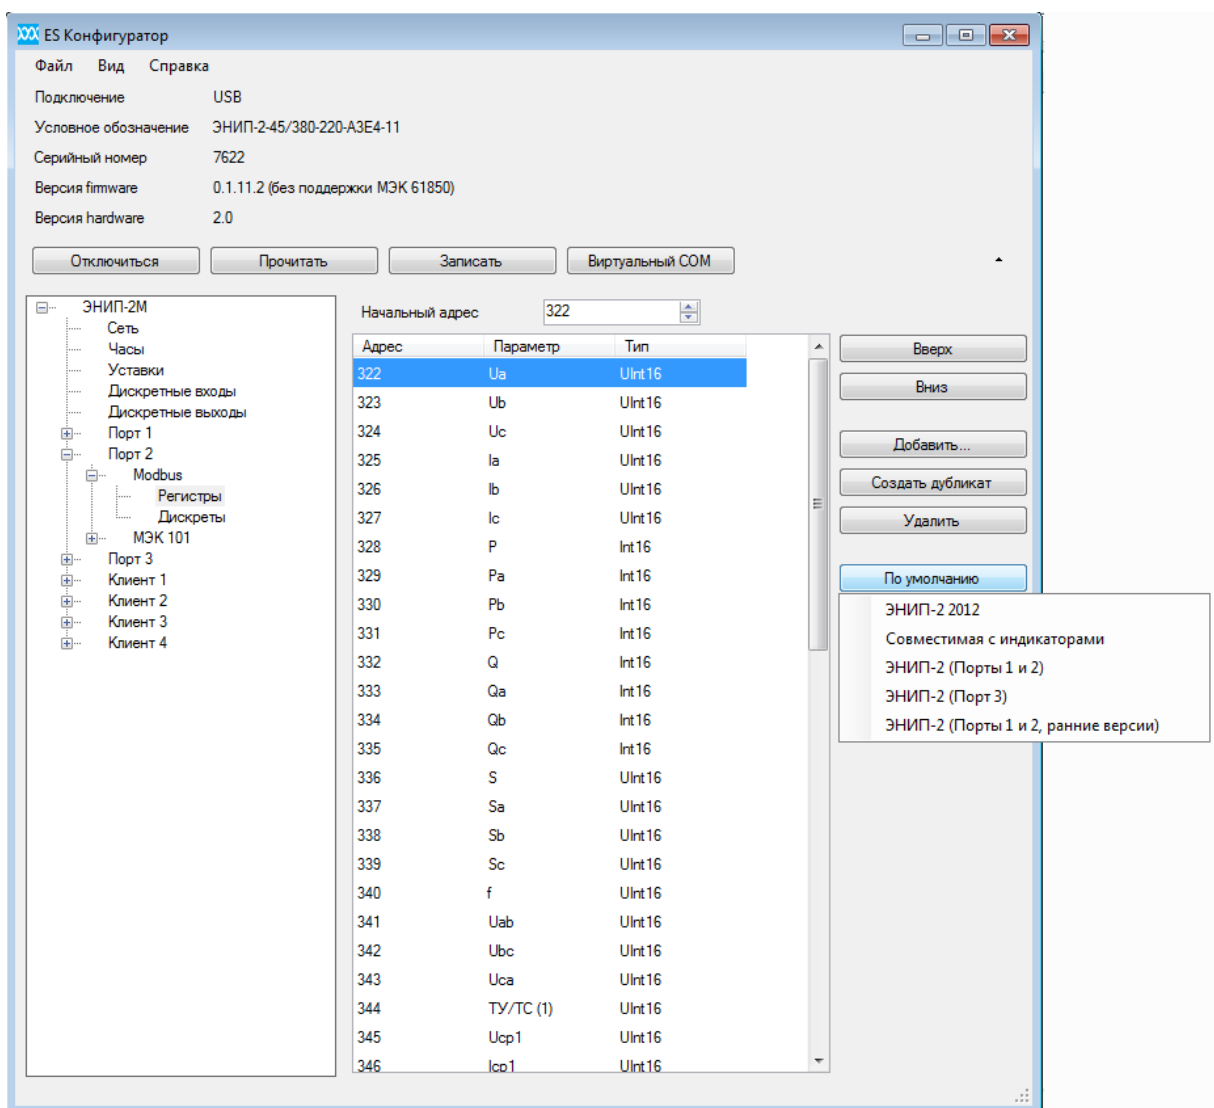 ES Конфигуратор
Файл Вид Справка
Подключение USB
Условное обозначение ЭНИП-2-45/380-220-А3Е4-11
Серийный номер 7622
Версия firmware 0.1.11.2 (без поддержки МЭК 61850)
Версия hardware 2.0
Отключиться Прочитать Записать Виртуальный COM
ЭНИП-2М
Сеть
Часы
Уставки
Дискретные входы
Дискретные выходы
Порт 1
Порт 2
Modbus
Регистры
Дискреты
МЭК 101
Порт 3
Клиент 1
Клиент 2
Клиент 3
Клиент 4
Начальный адрес 322
Адрес Параметр Тип
322 Ua UInt16
323 Ub UInt16
324 Uc UInt16
325 Ia UInt16
326 Ib UInt16
327 Ic UInt16
328 P Int16
329 Pa Int16
330 Pb Int16
331 Pc Int16
332 Q Int16
333 Qa Int16
334 Qb Int16
335 Qc Int16
336 S UInt16
337 Sa UInt16
338 Sb UInt16
339 Sc UInt16
340 f UInt16
341 Uab UInt16
342 Ubc UInt16
343 Uca UInt16
344 ТУ/ТС (1) UInt16
345 Ucp1 UInt16
346 Icp1 UInt16
Вверх
Вниз
Добавить...
Создать дубликат
Удалить
По умолчанию
ЭНИП-2 2012
Совместимая с индикаторами
ЭНИП-2 (Порты 1 и 2)
ЭНИП-2 (Порт 3)
ЭНИП-2 (Порты 1 и 2, ранние версии)